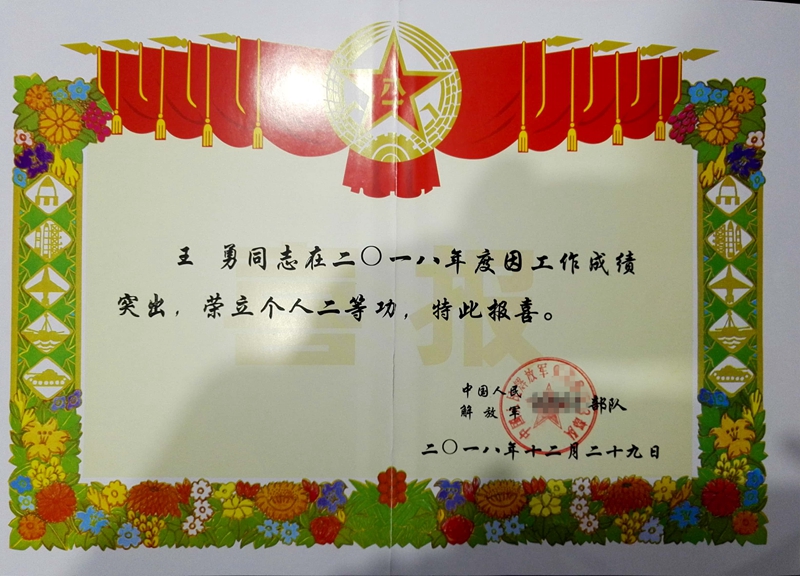 八一
喜报
王 勇同志在二〇一八年度因工作成绩
突出，荣立个人二等功，特此报喜。
中国人民
解放军 部队
二〇一八年十二月二十九日